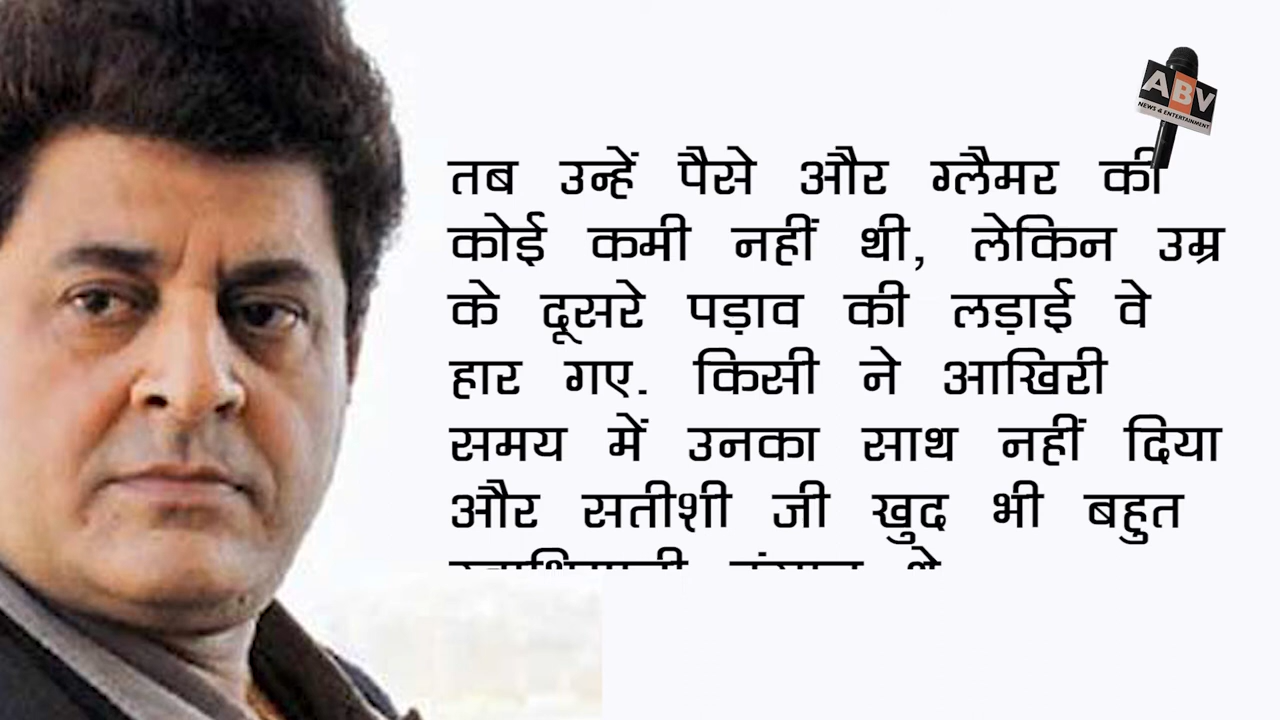 ABV
NEWS & ENTERTAINMENT
तब उन्हें पैसे और ग्लैमर की
कोई कमी नहीं थी, लेकिन उम्र
के दूसरे पड़ाव की लड़ाई वे
हार गए. किसी ने आखिरी
समय में उनका साथ नहीं दिया
और सतीशी जी खुद भी बहुत